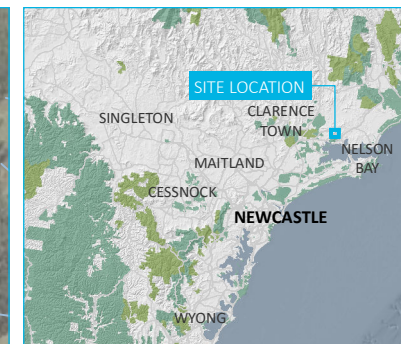 SITE LOCATION
CLARENCE
TOWN
SINGLETON
NELSON
BAY
MAITLAND
CESSNOCK
NEWCASTLE
WYONG